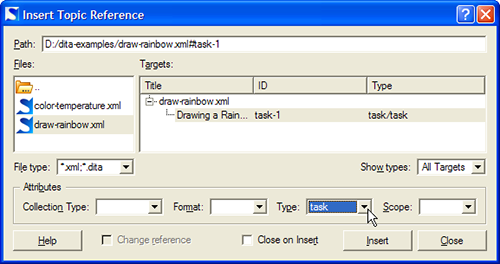 Insert Topic Reference
Path: D:/dita-examples/draw-rainbow.xml#task-1
Files: Targets:
Title ID Type
..
color-temperature.xml
draw-rainbow.xml
draw-rainbow.xml
Drawing a Rain... task-1 task/task
File type: *.xml;*.dita Show types: All Targets
Attributes
Collection Type: Format: Type: task Scope:
Help Change reference Close on Insert Insert Close